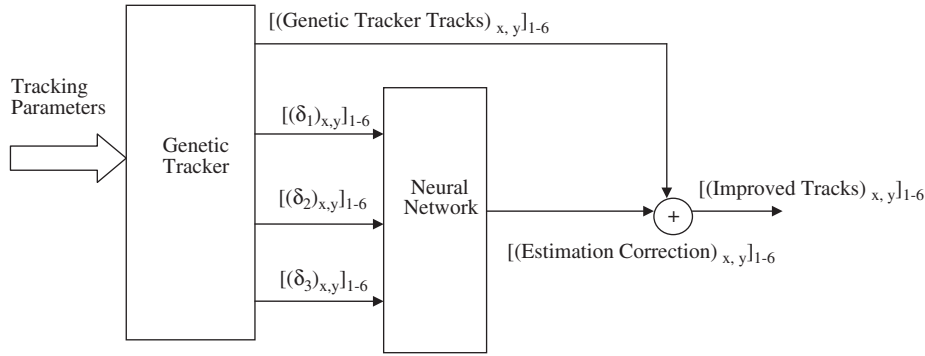 [(Genetic Tracker Tracks) x, y]1-6
Tracking
Parameters
Genetic
Tracker
[(δ1)x,y]1-6
[(δ2)x,y]1-6
[(δ3)x,y]1-6
Neural
Network
[(Improved Tracks) x, y]1-6
+
[(Estimation Correction) x, y]1-6